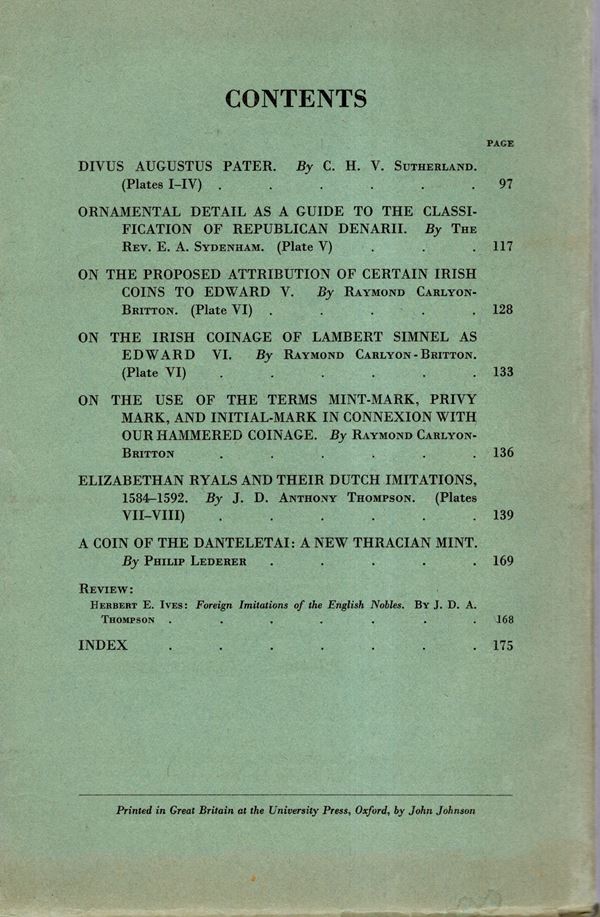 CONTENTS
PAGE
DIVUS AUGUSTUS PATER. By C. H. V. SUTHERLAND.
(Plates I–IV) . . . . . . 97
ORNAMENTAL DETAIL AS A GUIDE TO THE CLASSI-
FICATION OF REPUBLICAN DENARII. By THE
REV. E. A. SYDENHAM. (Plate V) . . . 117
ON THE PROPOSED ATTRIBUTION OF CERTAIN IRISH
COINS TO EDWARD V. By RAYMOND CARLYON-
BRITTON. (Plate VI) . . . . . 128
ON THE IRISH COINAGE OF LAMBERT SIMNEL AS
EDWARD VI. By RAYMOND CARLYON-BRITTON.
(Plate VI) . . . . . . 133
ON THE USE OF THE TERMS MINT-MARK, PRIVY
MARK, AND INITIAL-MARK IN CONNEXION WITH
OUR HAMMERED COINAGE. By RAYMOND CARLYON-
BRITTON . . . . . . 136
ELIZABETHAN RYALS AND THEIR DUTCH IMITATIONS,
1584–1592. By J. D. ANTHONY THOMPSON. (Plates
VII–VIII) . . . . . . 139
A COIN OF THE DANTELETAI: A NEW THRACIAN MINT.
By PHILIP LEDERER . . . . . 169
REVIEW:
HERBERT E. IVES: Foreign Imitations of the English Nobles. BY J. D. A.
THOMPSON . . . . . . . 168
INDEX . . . . . . . 175
Printed in Great Britain at the University Press, Oxford, by John Johnson